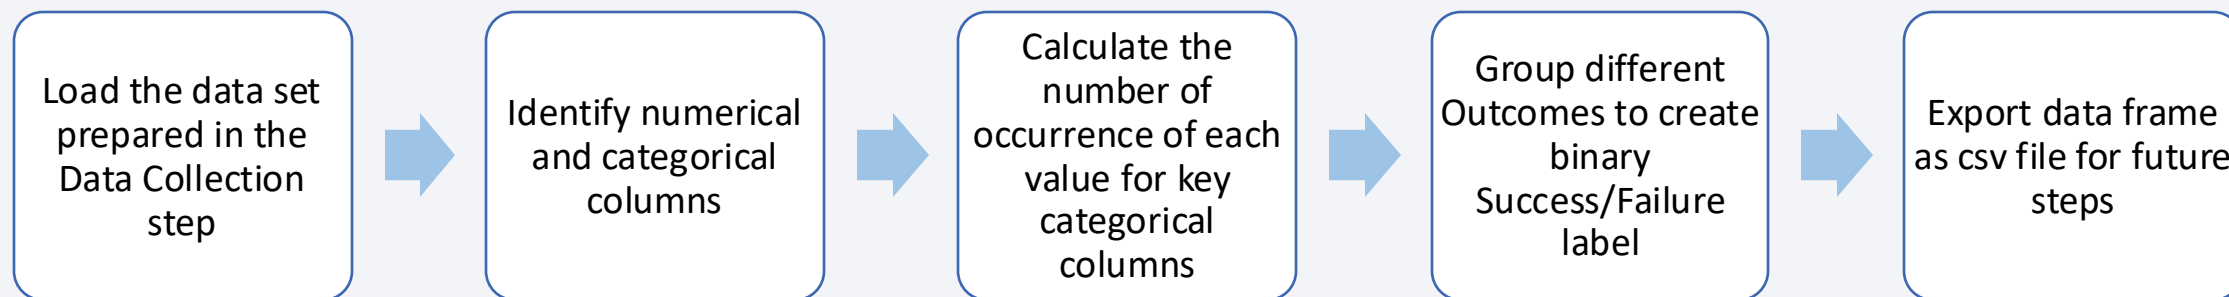 Load the data set
prepared in the
Data Collection
step
Identify numerical
and categorical
columns
Calculate the
number of
occurrence of each
value for key
categorical
columns
Group different
Outcomes to create
binary
Success/Failure
label
Export data frame
as csv file for future
steps